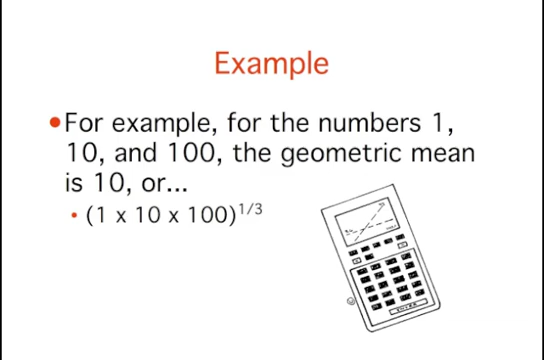 Example
•For example, for the numbers 1,
10, and 100, the geometric mean
is 10, or...
• (1 x 10 x 100)^1/3